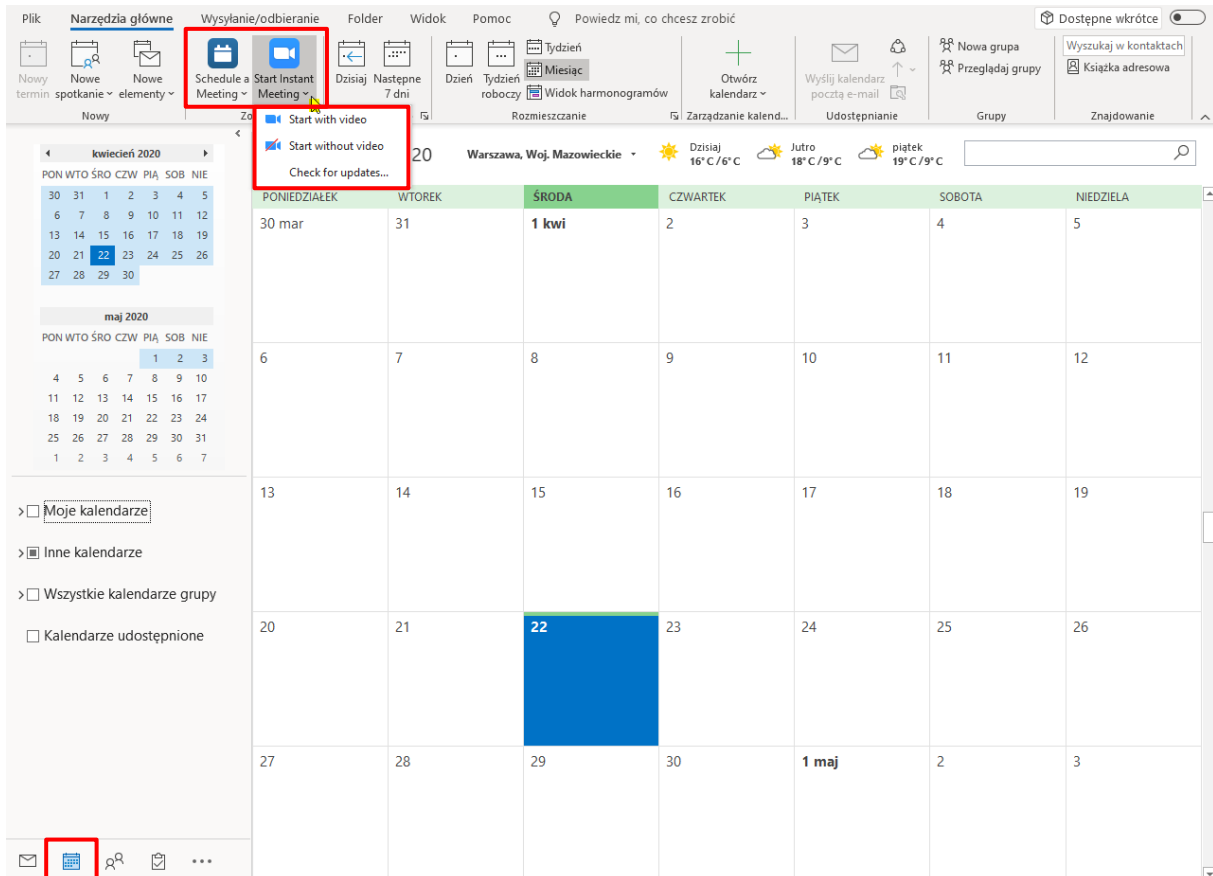 Plik Narzędzia główne Wysyłanie/odbieranie Folder Widok Pomoc Powiedz mi, co chcesz zrobić Dostępne wkrótce
Nowy termin
Nowe spotkanie
Nowe elementy
Nowy
Schedule a Meeting
Start Instant Meeting
Zo
Start with video
Start without video
Check for updates...
Dzisiaj
Następne 7 dni
Dzień
Tydzień roboczy
Tydzień
Miesiąc
Widok harmonogramów
Rozmieszczanie
Otwórz kalendarz
Zarządzanie kalend...
Wyślij kalendarz pocztą e-mail
Udostępnianie
Nowa grupa
Przeglądaj grupy
Grupy
Wyszukaj w kontaktach
Książka adresowa
Znajdowanie
kwiecień 2020
PON WTO ŚRO CZW PIĄ SOB NIE
30 31 1 2 3 4 5
6 7 8 9 10 11 12
13 14 15 16 17 18 19
20 21 22 23 24 25 26
27 28 29 30
maj 2020
PON WTO ŚRO CZW PIĄ SOB NIE
1 2 3
4 5 6 7 8 9 10
11 12 13 14 15 16 17
18 19 20 21 22 23 24
25 26 27 28 29 30 31
1 2 3 4 5 6 7
Moje kalendarze
Inne kalendarze
Wszystkie kalendarze grupy
Kalendarze udostępnione
20 Warszawa, Woj. Mazowieckie
Dzisiaj
16°C/6°C
Jutro
18°C/9°C
piątek
19°C/9°C
PONIEDZIAŁEK WTOREK ŚRODA CZWARTEK PIĄTEK SOBOTA NIEDZIELA
30 mar 31 1 kwi 2 3 4 5
6 7 8 9 10 11 12
13 14 15 16 17 18 19
20 21 22 23 24 25 26
27 28 29 30 1 maj 2 3